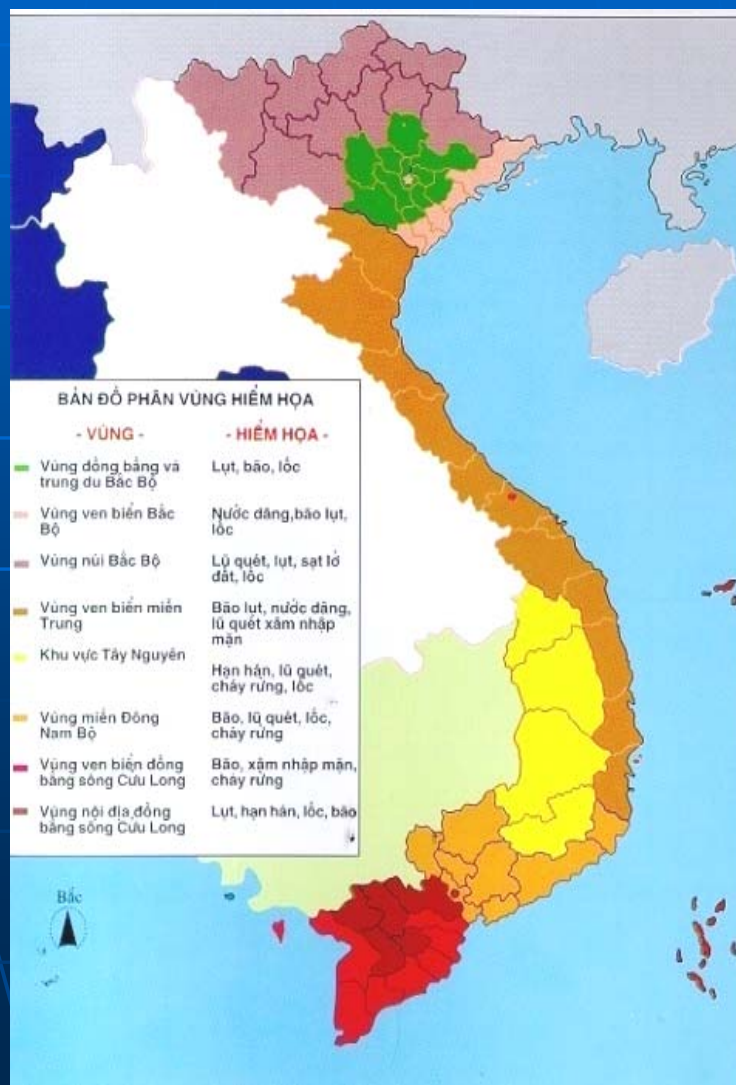 BẢN ĐỒ PHÂN VÙNG HIỂM HỌA
- VÙNG - - HIỂM HỌA -
Vùng đồng bằng và Lụt, bão, lốc
trung du Bắc Bộ
Vùng ven biển Bắc Nước dâng,bão lụt,
Bộ lốc
Vùng núi Bắc Bộ Lũ quét, lụt, sạt lở
đất, lốc
Vùng ven biển miền Bão lụt, nước dâng,
Trung lũ quét xâm nhập
mặn
Khu vực Tây Nguyên
Hạn hán, lũ quét,
cháy rừng, lốc
Vùng miền Đông Bão, lũ quét, lốc,
Nam Bộ cháy rừng
Vùng ven biển đồng Bão, xâm nhập mặn,
bằng sông Cưu Long cháy rừng
Vùng nội địa đồng Lụt, hạn hán, lốc, bão
bằng sông Cưu Long
Bắc